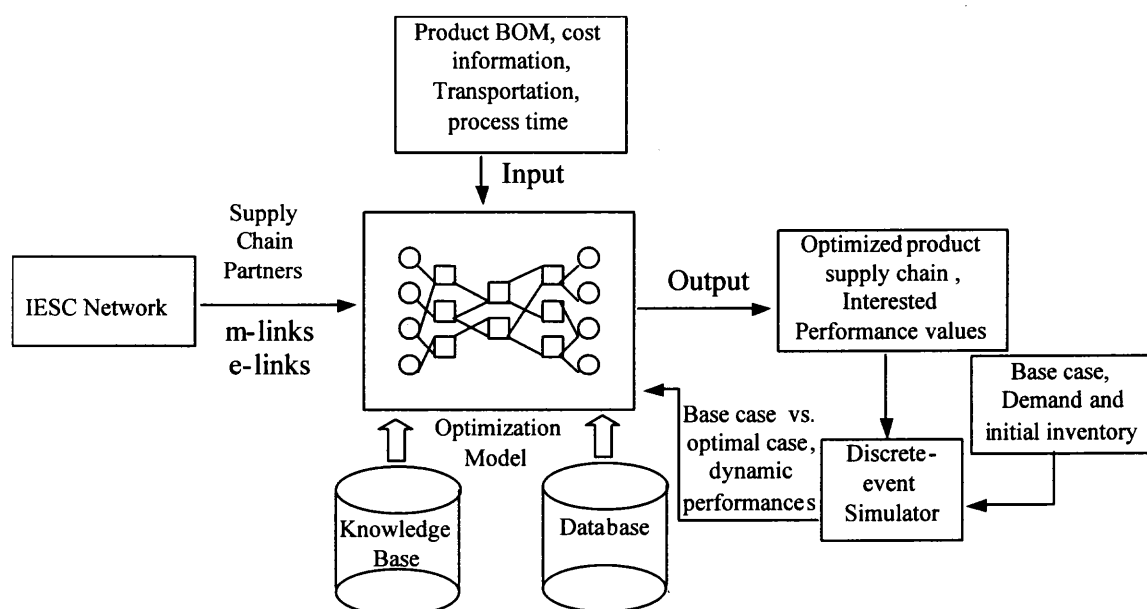 Product BOM, cost
information,
Transportation,
process time
Input
Supply
Chain
Partners
IESC Network
m-links
e-links
Output
Optimized product
supply chain ,
Interested
Performance values
Optimization
Model
Base case vs.
optimal case,
dynamic
performances
Base case,
Demand and
initial inventory
Discrete-
event
Simulator
Knowledge
Base
Database